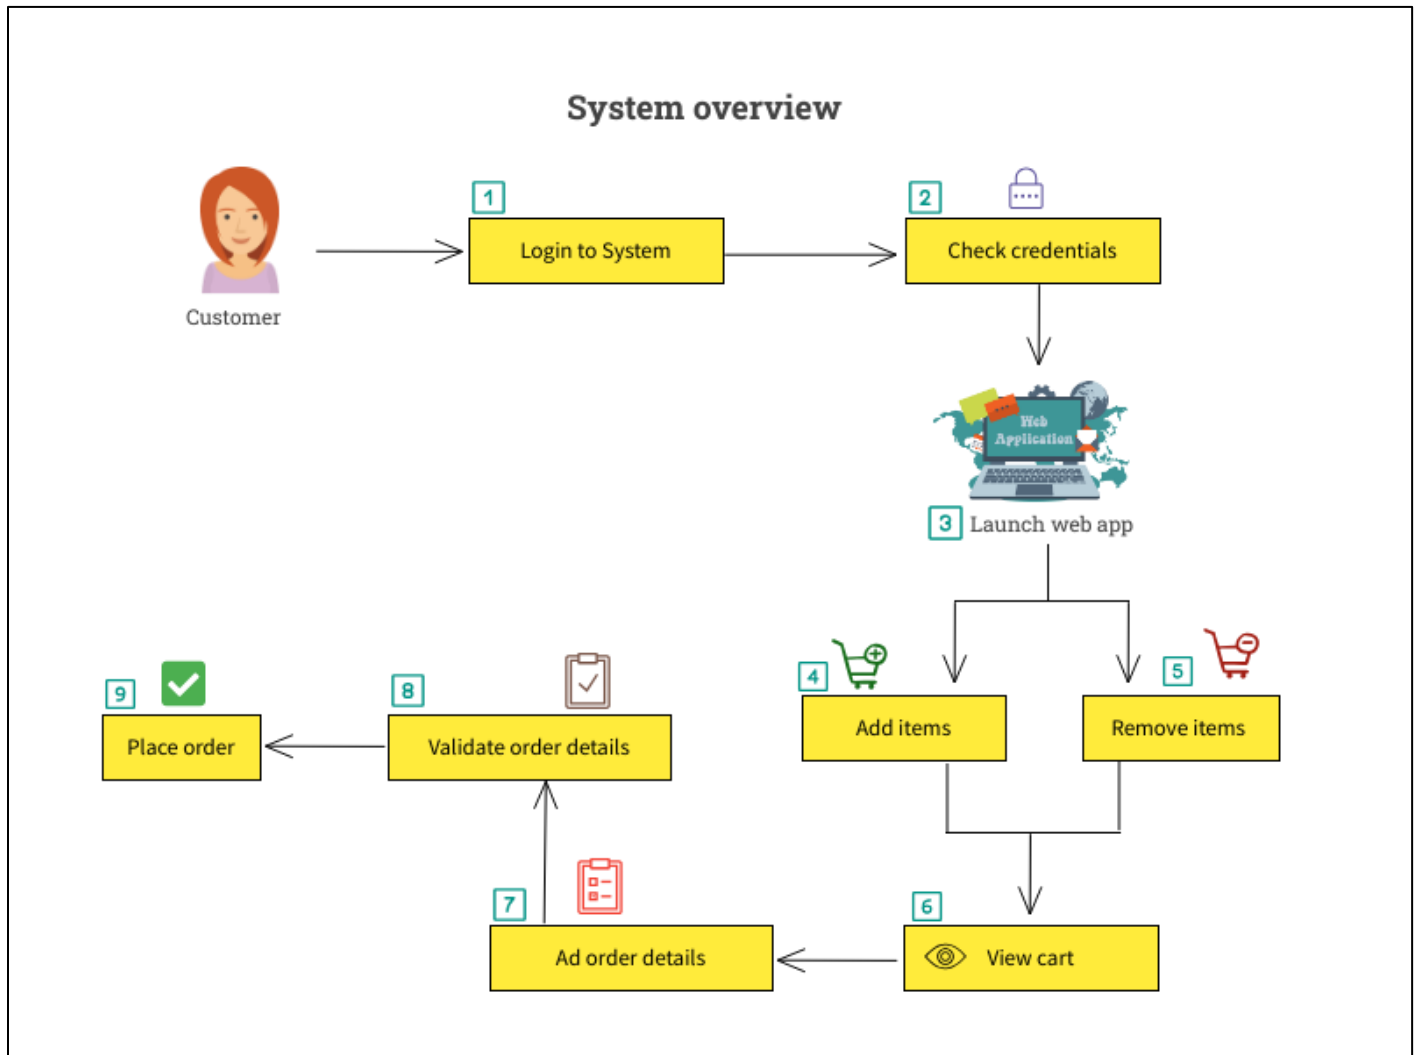 System overview
1
Login to System
2
Check credentials
Customer
Web
Application
3 Launch web app
4
Add items
5
Remove items
6
View cart
7
Ad order details
8
Validate order details
9
Place order